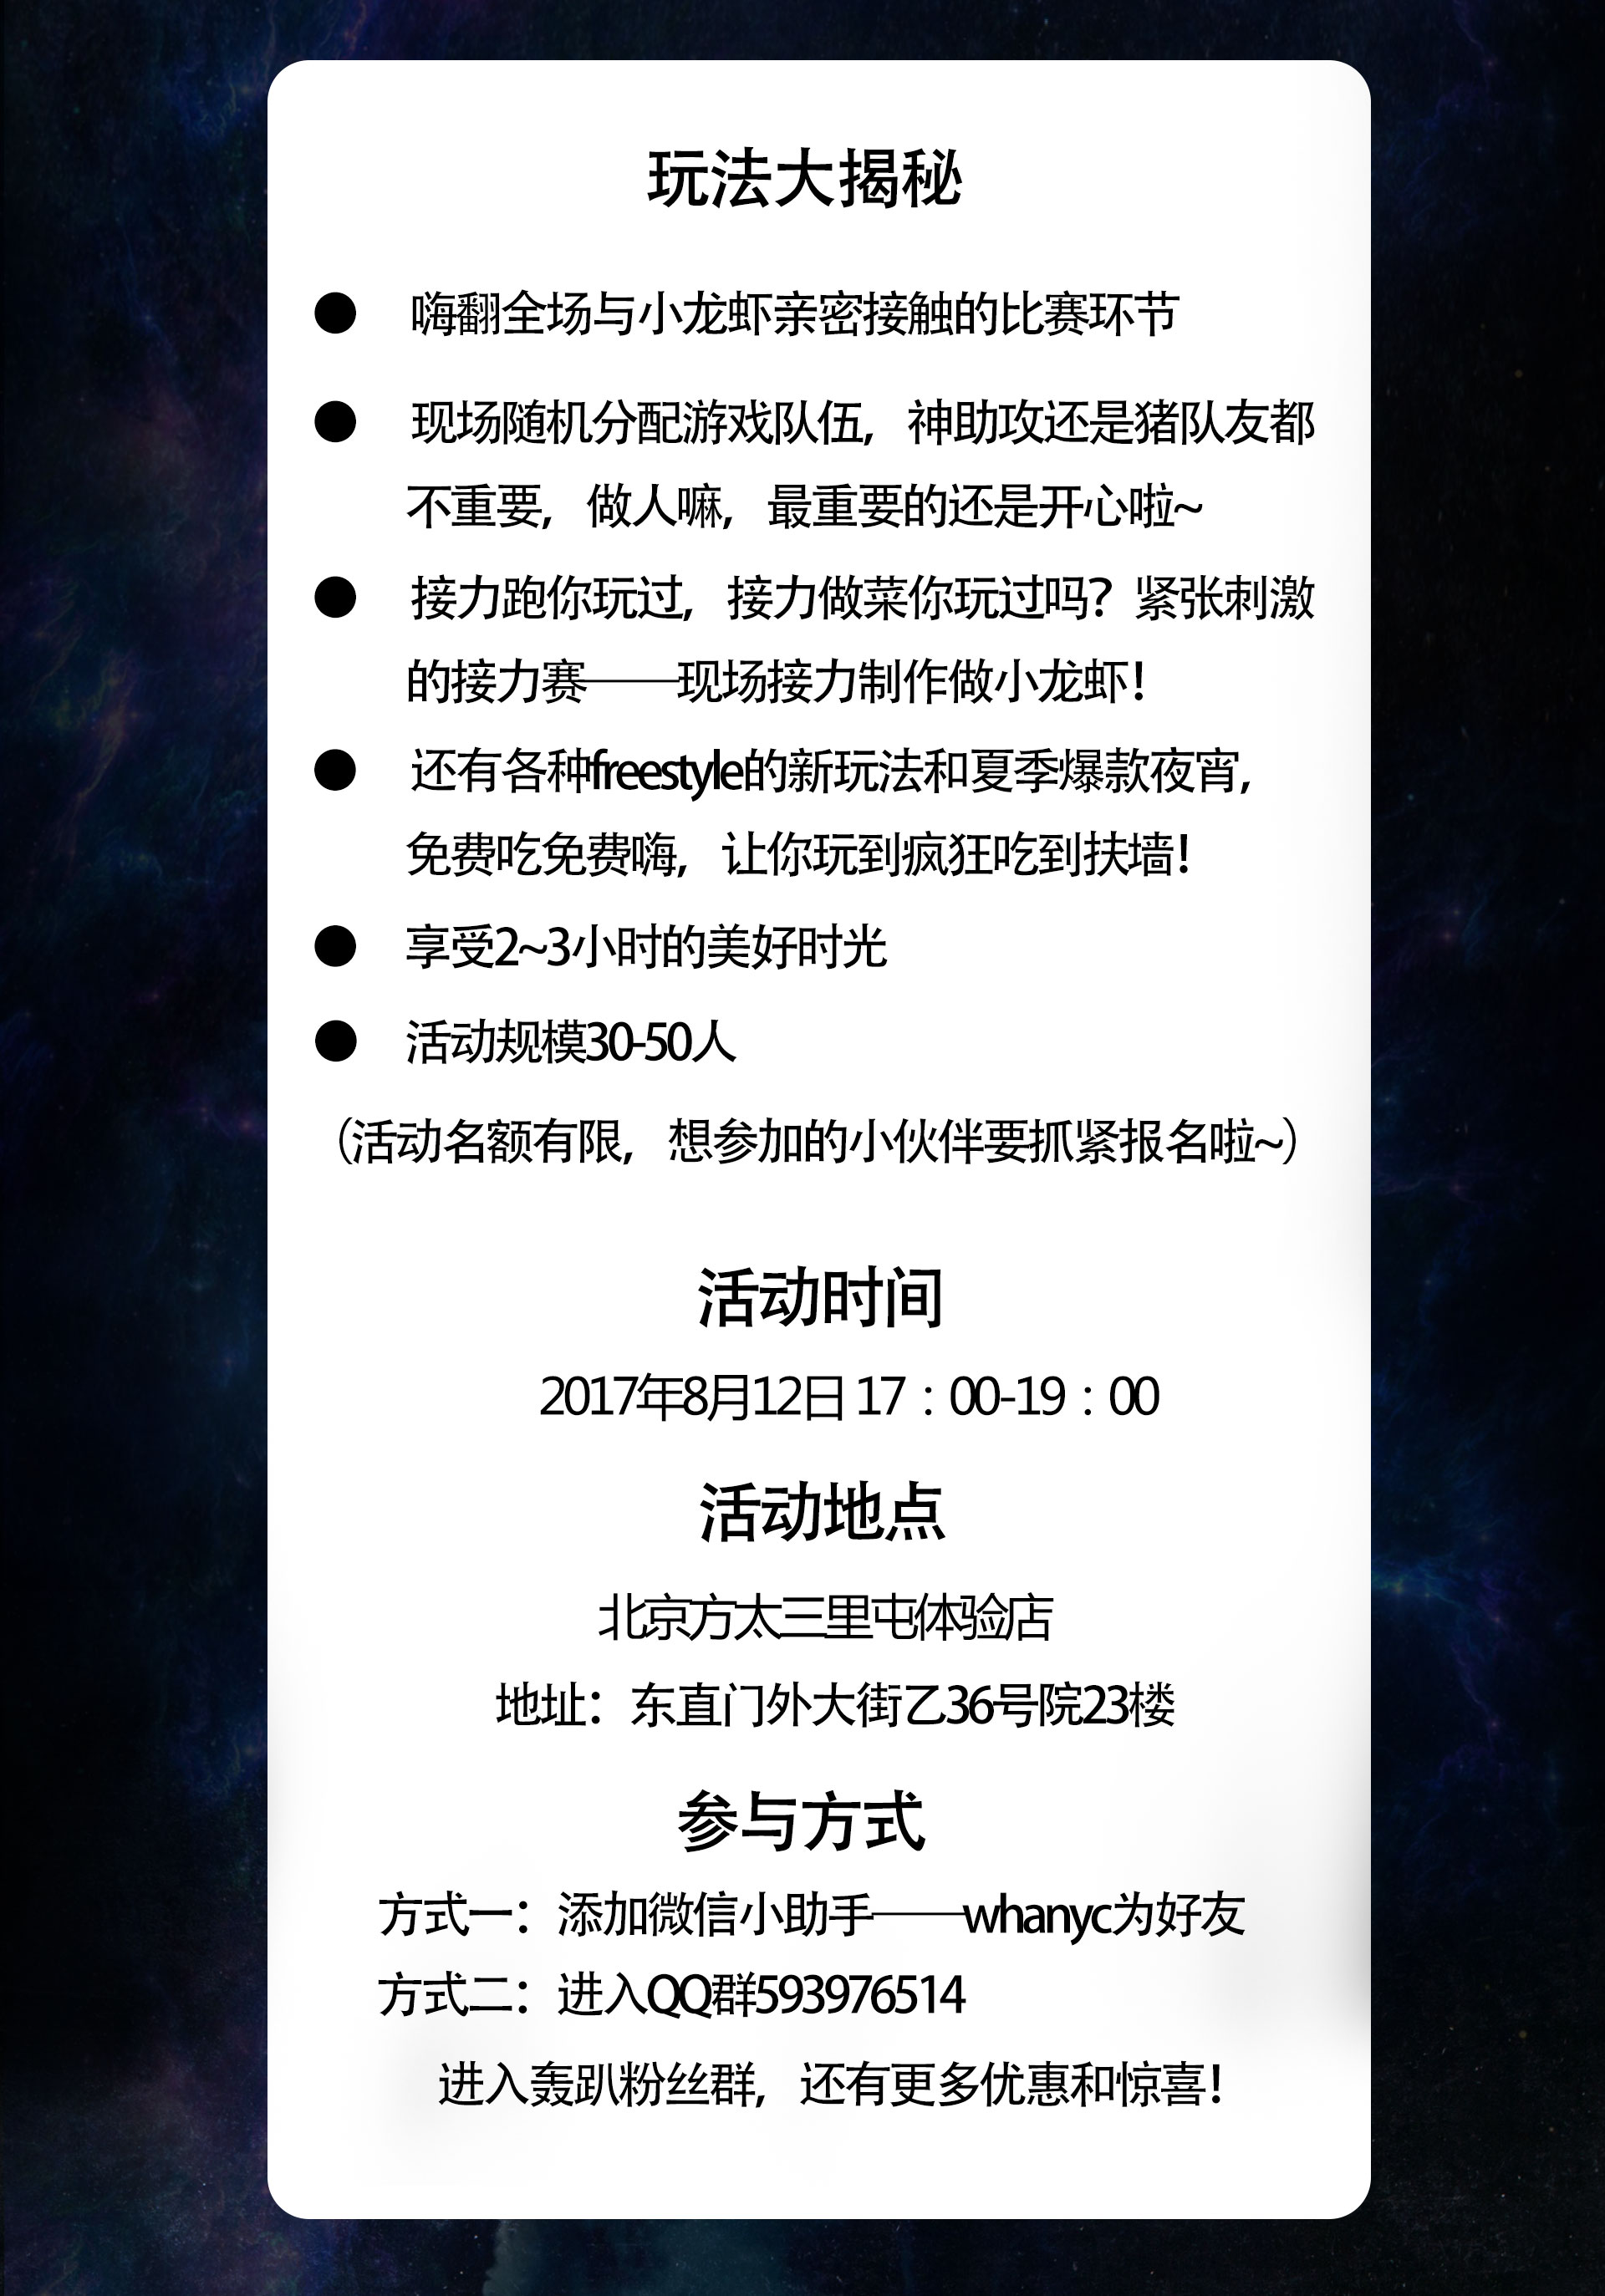 玩法大揭秘
● 嗨翻全场与小龙虾亲密接触的比赛环节
● 现场随机分配游戏队伍，神助攻还是猪队友都
不重要，做人嘛，最重要的还是开心啦~
● 接力跑你玩过，接力做菜你玩过吗？紧张刺激
的接力赛——现场接力制作做小龙虾！
● 还有各种freestyle的新玩法和夏季爆款夜宵，
免费吃免费嗨，让你玩到疯狂吃到扶墙！
● 享受2~3小时的美好时光
● 活动规模30-50人
（活动名额有限，想参加的小伙伴要抓紧报名啦~）
活动时间
2017年8月12日 17：00-19：00
活动地点
北京方太三里屯体验店
地址：东直门外大街乙36号院23楼
参与方式
方式一：添加微信小助手——whanyc为好友
方式二：进入QQ群593976514
进入轰趴粉丝群，还有更多优惠和惊喜！